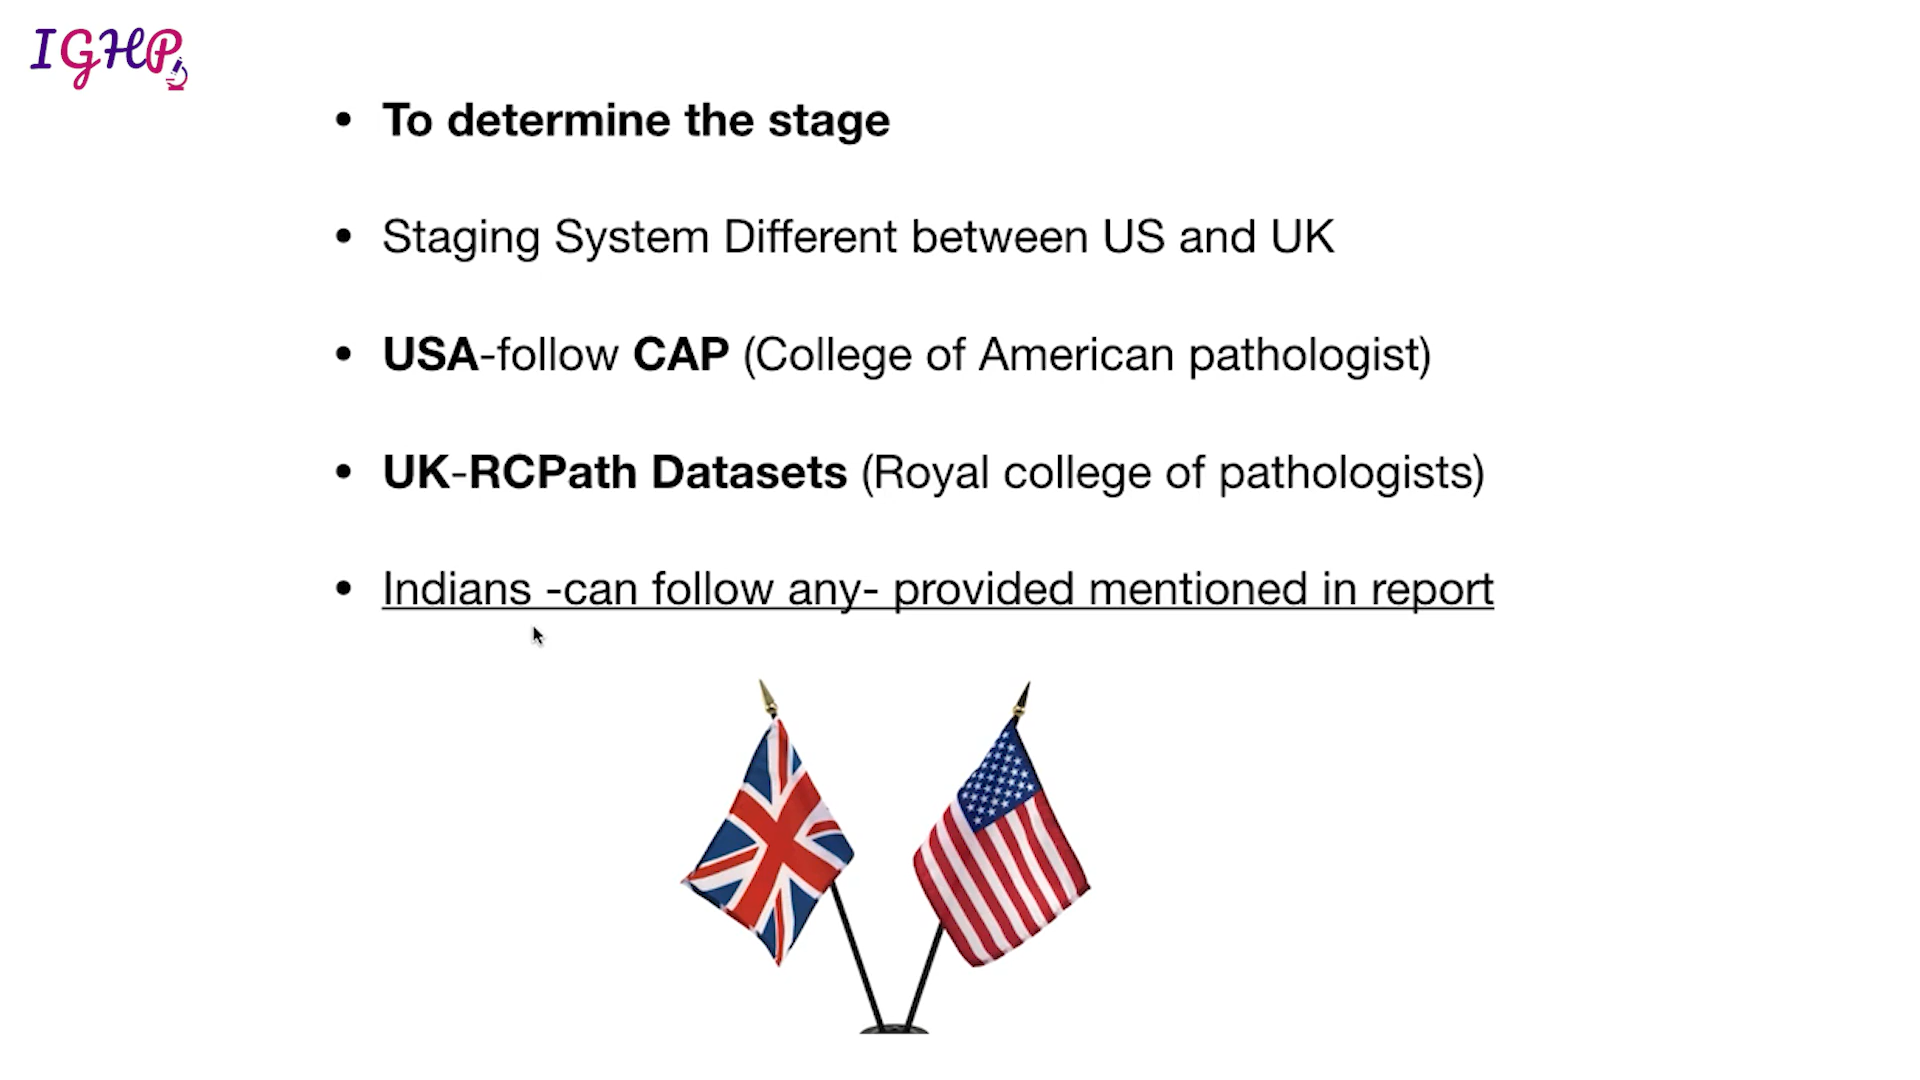 IGHP
• To determine the stage
• Staging System Different between US and UK
• USA-follow CAP (College of American pathologist)
• UK-RCPath Datasets (Royal college of pathologists)
• Indians -can follow any- provided mentioned in report